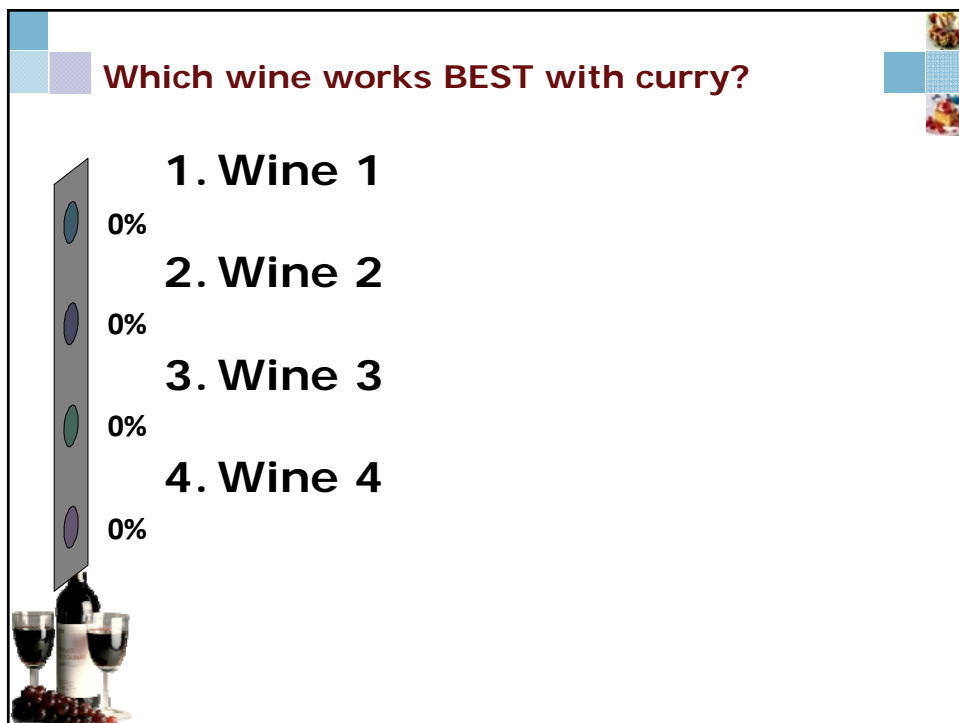 Which wine works BEST with curry?
1. Wine 1
0%
2. Wine 2
0%
3. Wine 3
0%
4. Wine 4
0%